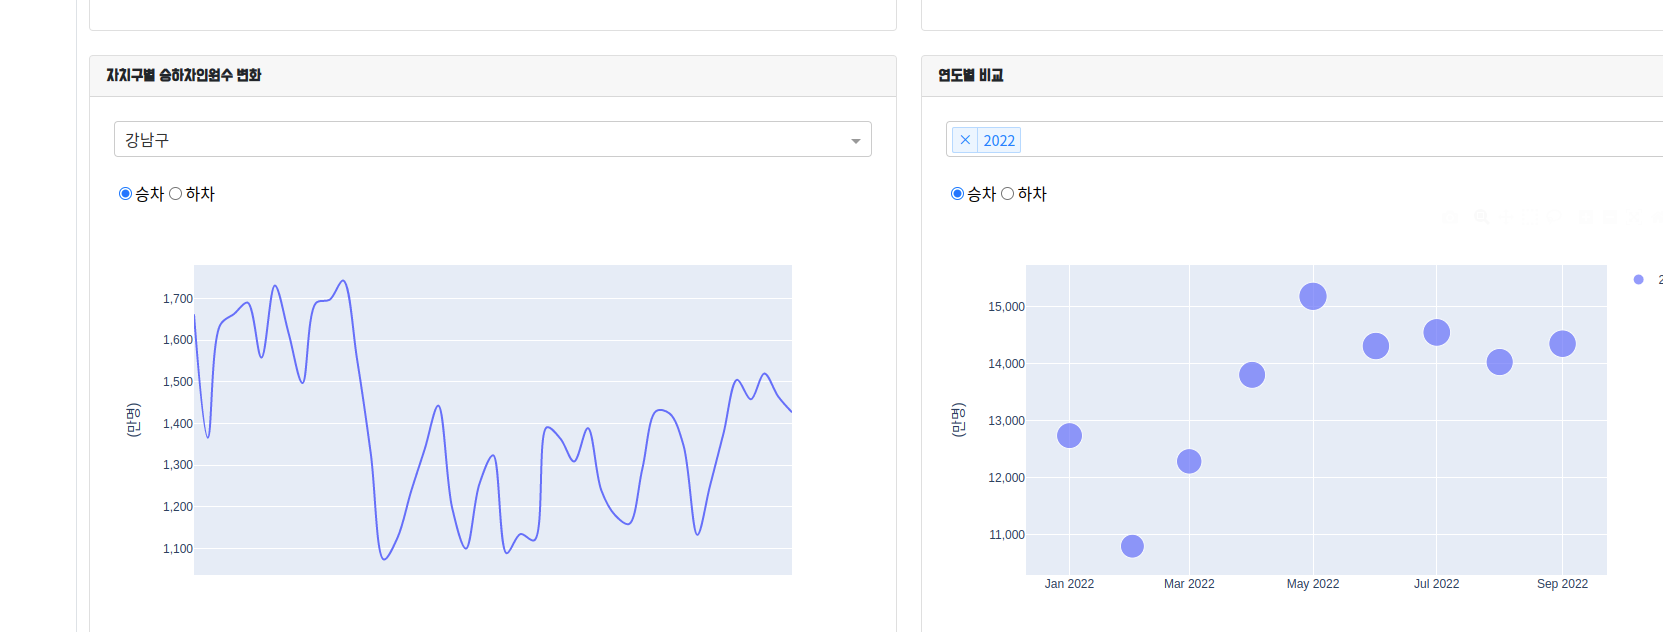 자치구별 승하차인원수 변화
강남구
승차 하차
(만명)
1,700
1,600
1,500
1,400
1,300
1,200
1,100
연도별 비교
× 2022
승차 하차
(만명)
15,000
14,000
13,000
12,000
11,000
Jan 2022 Mar 2022 May 2022 Jul 2022 Sep 2022